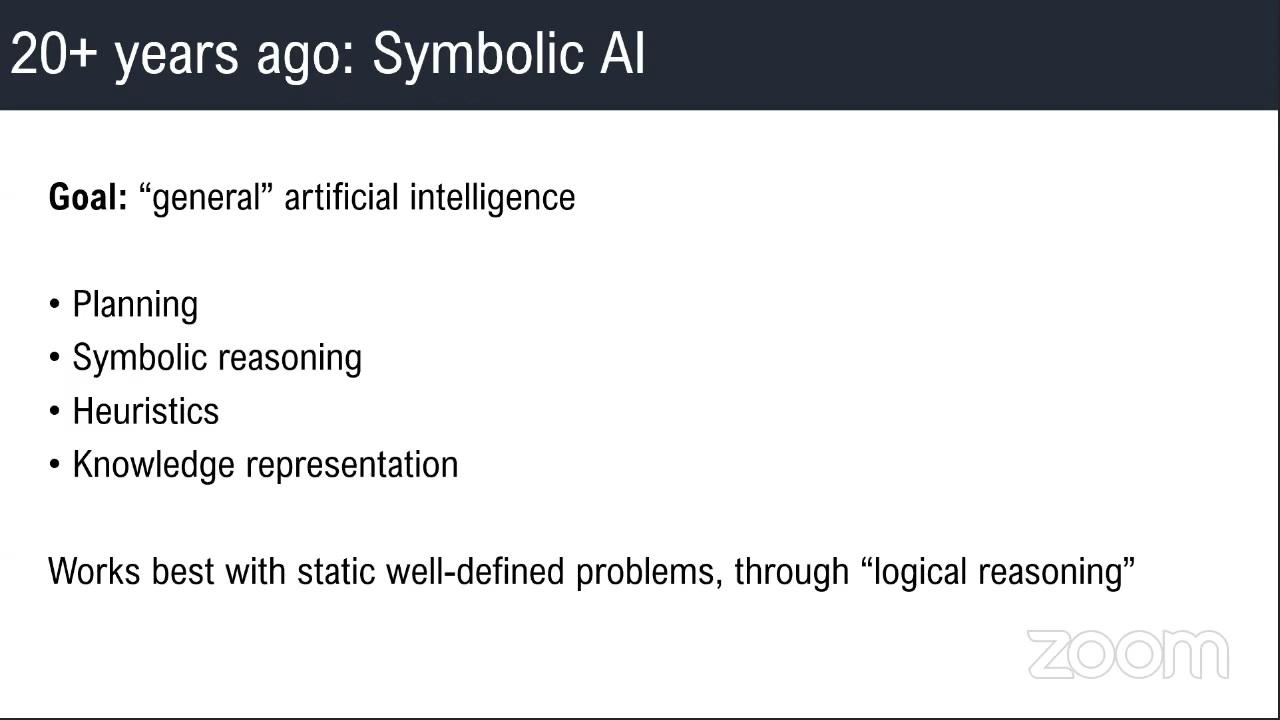 20+ years ago: Symbolic AI
Goal: “general” artificial intelligence
• Planning
• Symbolic reasoning
• Heuristics
• Knowledge representation
Works best with static well-defined problems, through “logical reasoning”
zoom